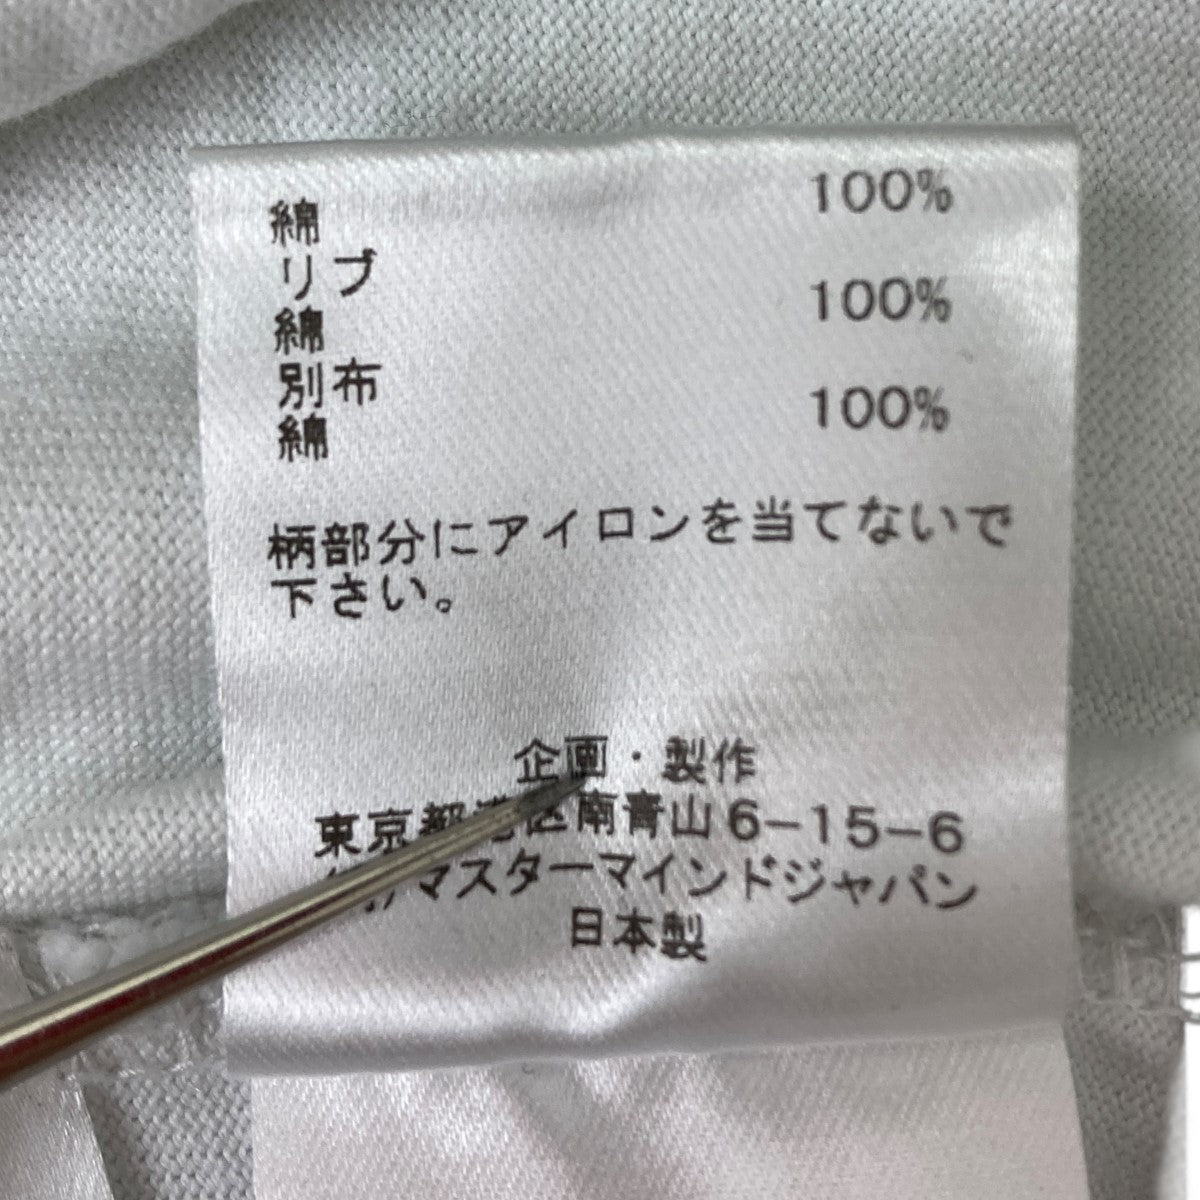 綿 100%
リブ
綿 100%
別布
綿 100%
柄部分にアイロンを当てないで
下さい。
企画・製作
東京都港区南青山6-15-6
マスターマインドジャパン
日本製